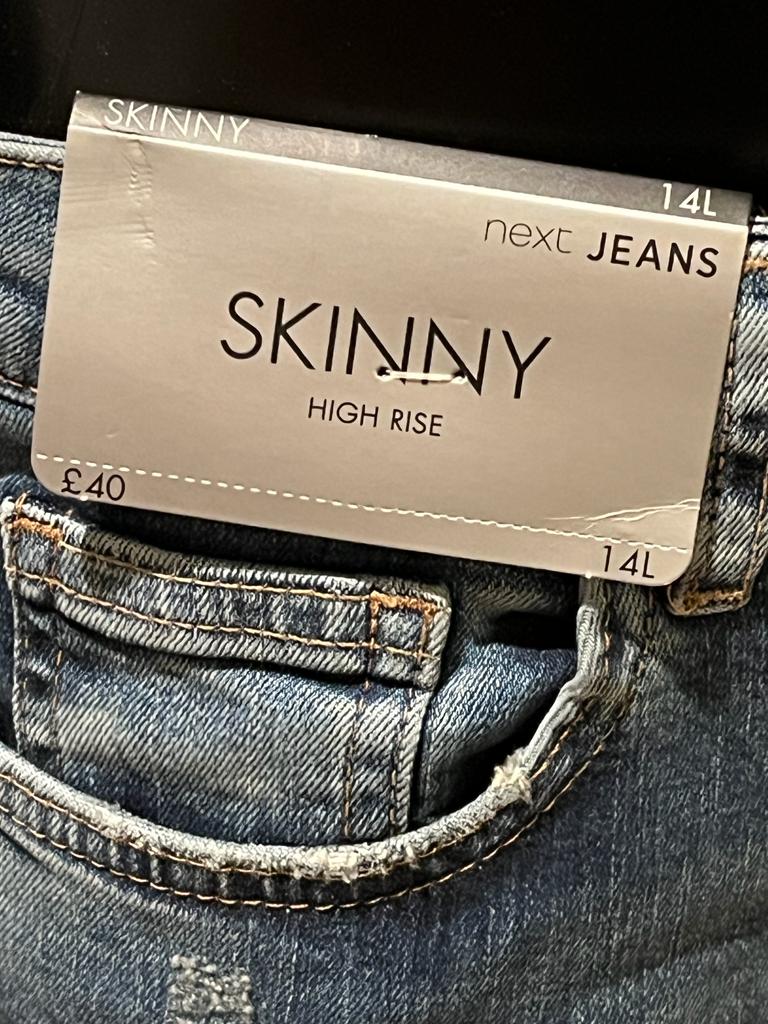 SKINNY
14L
next JEANS
SKINNY
HIGH RISE
£40
14L